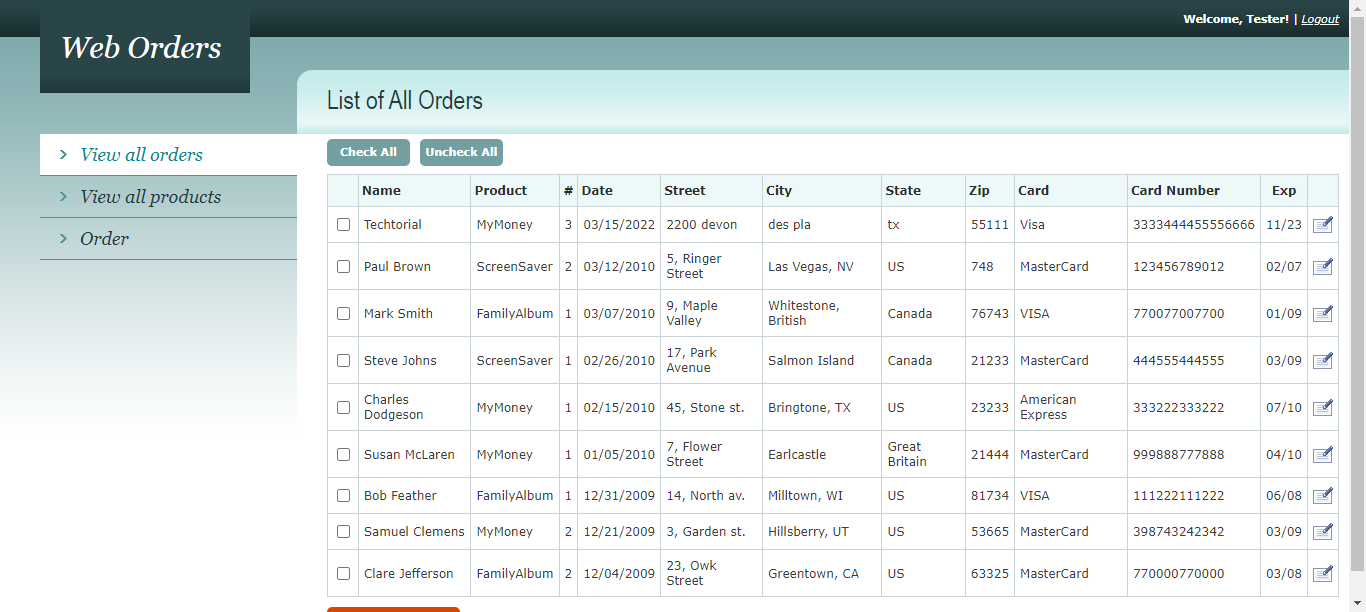 Welcome, Tester! | Logout
Web Orders
List of All Orders
> View all orders
> View all products
> Order
Check All Uncheck All
Name Product # Date Street City State Zip Card Card Number Exp
Techtorial MyMoney 3 03/15/2022 2200 devon des pla tx 55111 Visa 3333444455556666 11/23
Paul Brown ScreenSaver 2 03/12/2010 5, Ringer Street Las Vegas, NV US 748 MasterCard 123456789012 02/07
Mark Smith FamilyAlbum 1 03/07/2010 9, Maple Valley Whitestone, British Canada 76743 VISA 770077007700 01/09
Steve Johns ScreenSaver 1 02/26/2010 17, Park Avenue Salmon Island Canada 21233 MasterCard 444555444555 03/09
Charles Dodgeson MyMoney 1 02/15/2010 45, Stone st. Bringtone, TX US 23233 American Express 333222333222 07/10
Susan McLaren MyMoney 1 01/05/2010 7, Flower Street Earlcastle Great Britain 21444 MasterCard 999888777888 04/10
Bob Feather FamilyAlbum 1 12/31/2009 14, North av. Milltown, WI US 81734 VISA 111222111222 06/08
Samuel Clemens MyMoney 2 12/21/2009 3, Garden st. Hillsberry, UT US 53665 MasterCard 398743242342 03/09
Clare Jefferson FamilyAlbum 2 12/04/2009 23, Owk Street Greentown, CA US 63325 MasterCard 770000770000 03/08